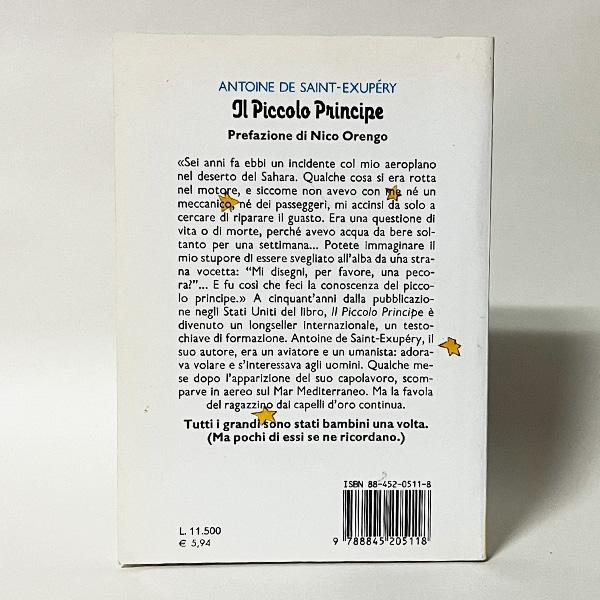 ANTOINE DE SAINT-EXUPÉRY
Il Piccolo Principe
Prefazione di Nico Orengo
«Sei anni fa ebbi un incidente col mio aeroplano
nel deserto del Sahara. Qualche cosa si era rotta
nel motore, e siccome non avevo con me né un
meccanico, né dei passeggeri, mi accinsi da solo a
cercare di riparare il guasto. Era una questione di
vita o di morte, perché avevo acqua da bere sol-
tanto per una settimana... Potete immaginare il
mio stupore di essere svegliato all'alba da una stra-
na vocetta: “Mi disegni, per favore, una peco-
ra?”... E fu così che feci la conoscenza del picco-
lo principe.» A cinquant'anni dalla pubblicazio-
ne negli Stati Uniti del libro, Il Piccolo Principe è
divenuto un longseller internazionale, un testo-
chiave di formazione. Antoine de Saint-Exupéry, il
suo autore, era un aviatore e un umanista: adora-
va volare e s'interessava agli uomini. Qualche me-
se dopo l'apparizione del suo capolavoro, scom-
parve in aereo sul Mar Mediterraneo. Ma la favola
del ragazzino dai capelli d'oro continua.
Tutti i grandi sono stati bambini una volta.
(Ma pochi di essi se ne ricordano.)
ISBN 88-452-0511-8
L. 11.500
€ 5,94
9 788845 205118